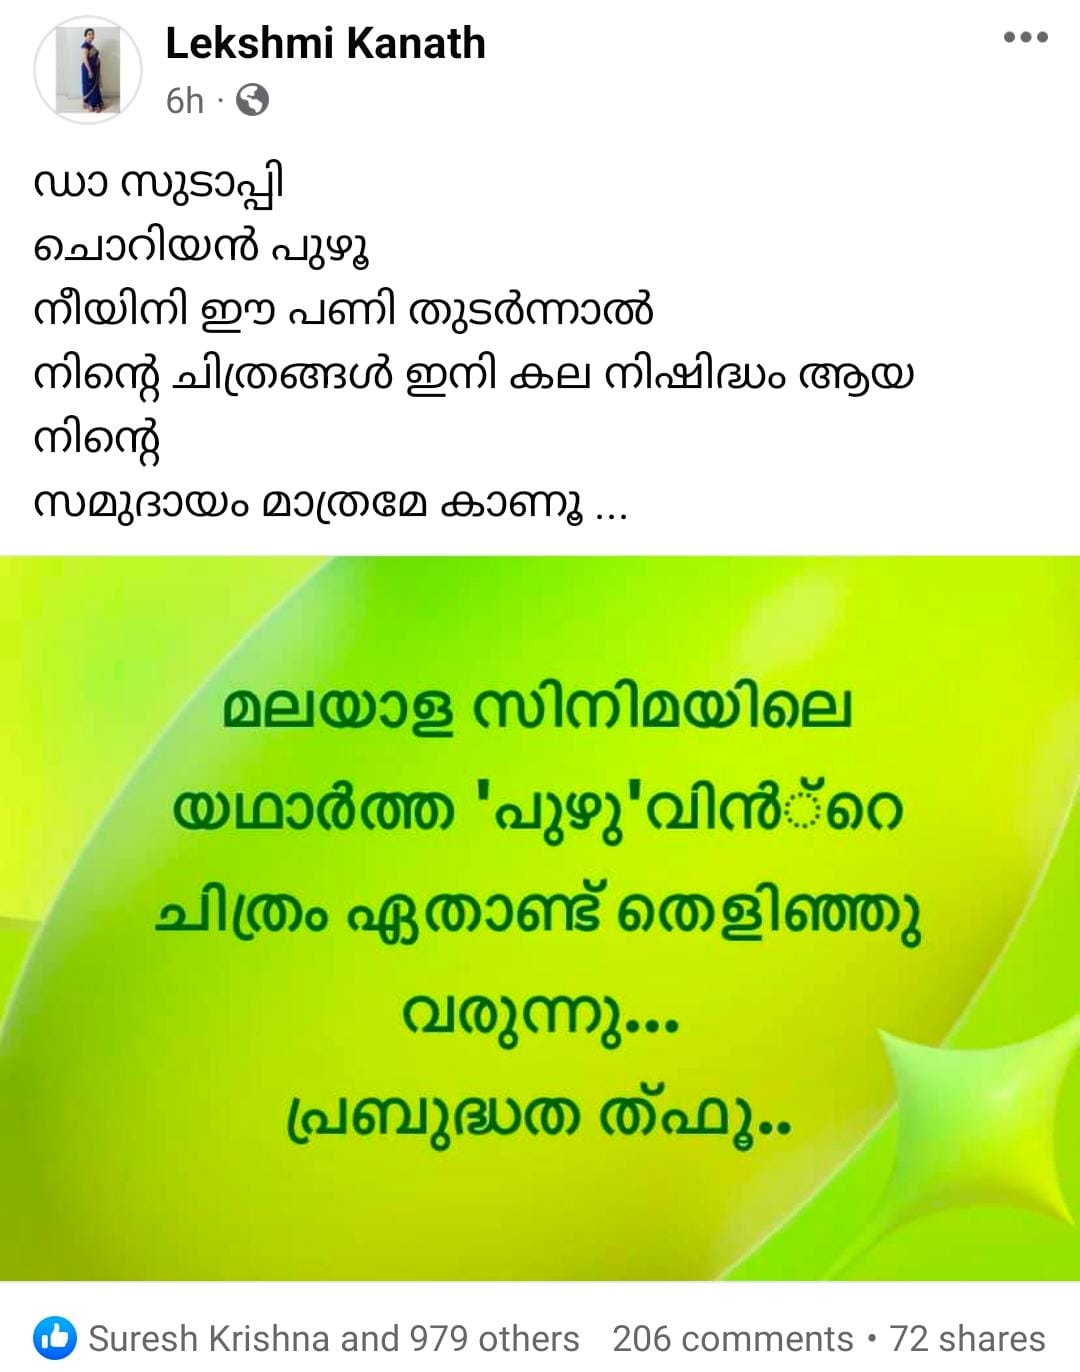 Lekshmi Kanath
6h ·
ഡാ സുടാപ്പി
ചൊറിയൻ പുഴൂ
നീയിനി ഈ പണി തുടർന്നാൽ
നിന്റെ ചിത്രങ്ങൾ ഇനി കല നിഷിദ്ധം ആയ
നിന്റെ
സമുദായം മാത്രമേ കാണൂ ...
മലയാള സിനിമയിലെ
യഥാർത്ത 'പുഴു'വിൻ്റെ
ചിത്രം ഏതാണ്ട് തെളിഞ്ഞു
വരുന്നു...
പ്രബുദ്ധത ത്ഫൂ..
Suresh Krishna and 979 others 206 comments • 72 shares